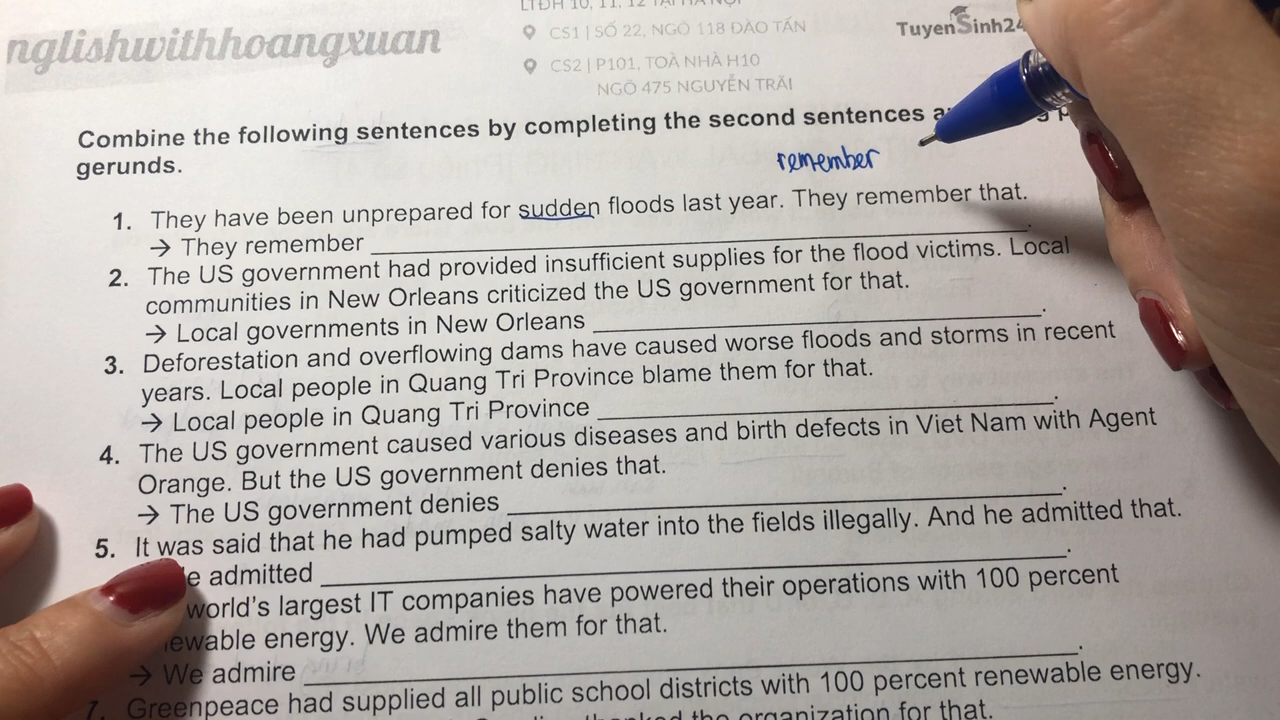 LTĐH 10, 11, 12 TẠI HÀ NỘI
nglishwithhoangxuan
CS1 | SỐ 22, NGÕ 118 ĐÀO TẤN
TuyenSinh24
CS2 | P101, TOÀ NHÀ H10
NGÕ 475 NGUYỄN TRÃI
Combine the following sentences by completing the second sentences
gerunds.
remember
1. They have been unprepared for sudden floods last year. They remember that.
→ They remember
2. The US government had provided insufficient supplies for the flood victims. Local
communities in New Orleans criticized the US government for that.
→ Local governments in New Orleans
3. Deforestation and overflowing dams have caused worse floods and storms in recent
years. Local people in Quang Tri Province blame them for that.
→ Local people in Quang Tri Province
4. The US government caused various diseases and birth defects in Viet Nam with Agent
Orange. But the US government denies that.
→ The US government denies
5. It was said that he had pumped salty water into the fields illegally. And he admitted that.
e admitted
world's largest IT companies have powered their operations with 100 percent
ewable energy. We admire them for that.
→ We admire
7. Greenpeace had supplied all public school districts with 100 percent renewable energy.
the organization for that.